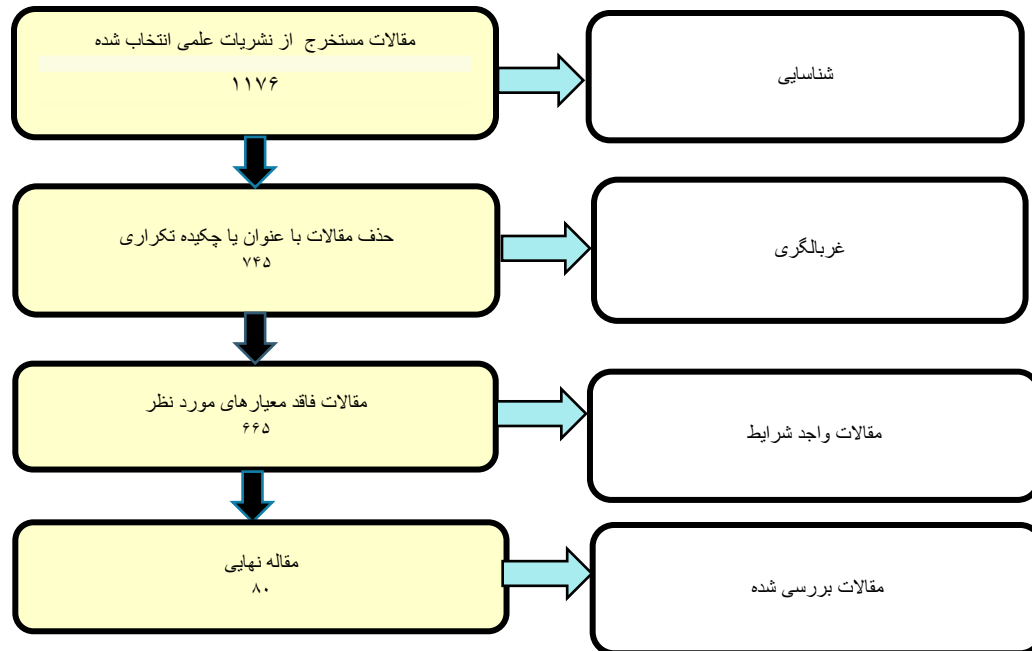 مقالات مستخرج از نشریات علمی انتخاب شده
۱۱۷۶
شناسایی
حذف مقالات با عنوان یا چکیده تکراری
۷۴۵
غربالگری
مقالات فاقد معیارهای مورد نظر
۶۶۵
مقالات واجد شرایط
مقاله نهایی
۸۰
مقالات بررسی شده